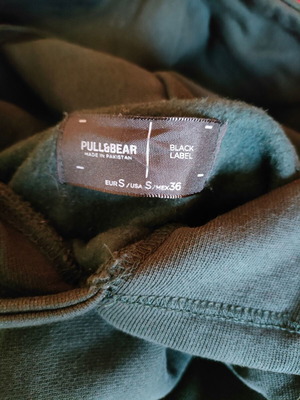 PULL&BEAR
MADE IN PAKISTAN
BLACK
LABEL
EUR S / USA S / MEX 36